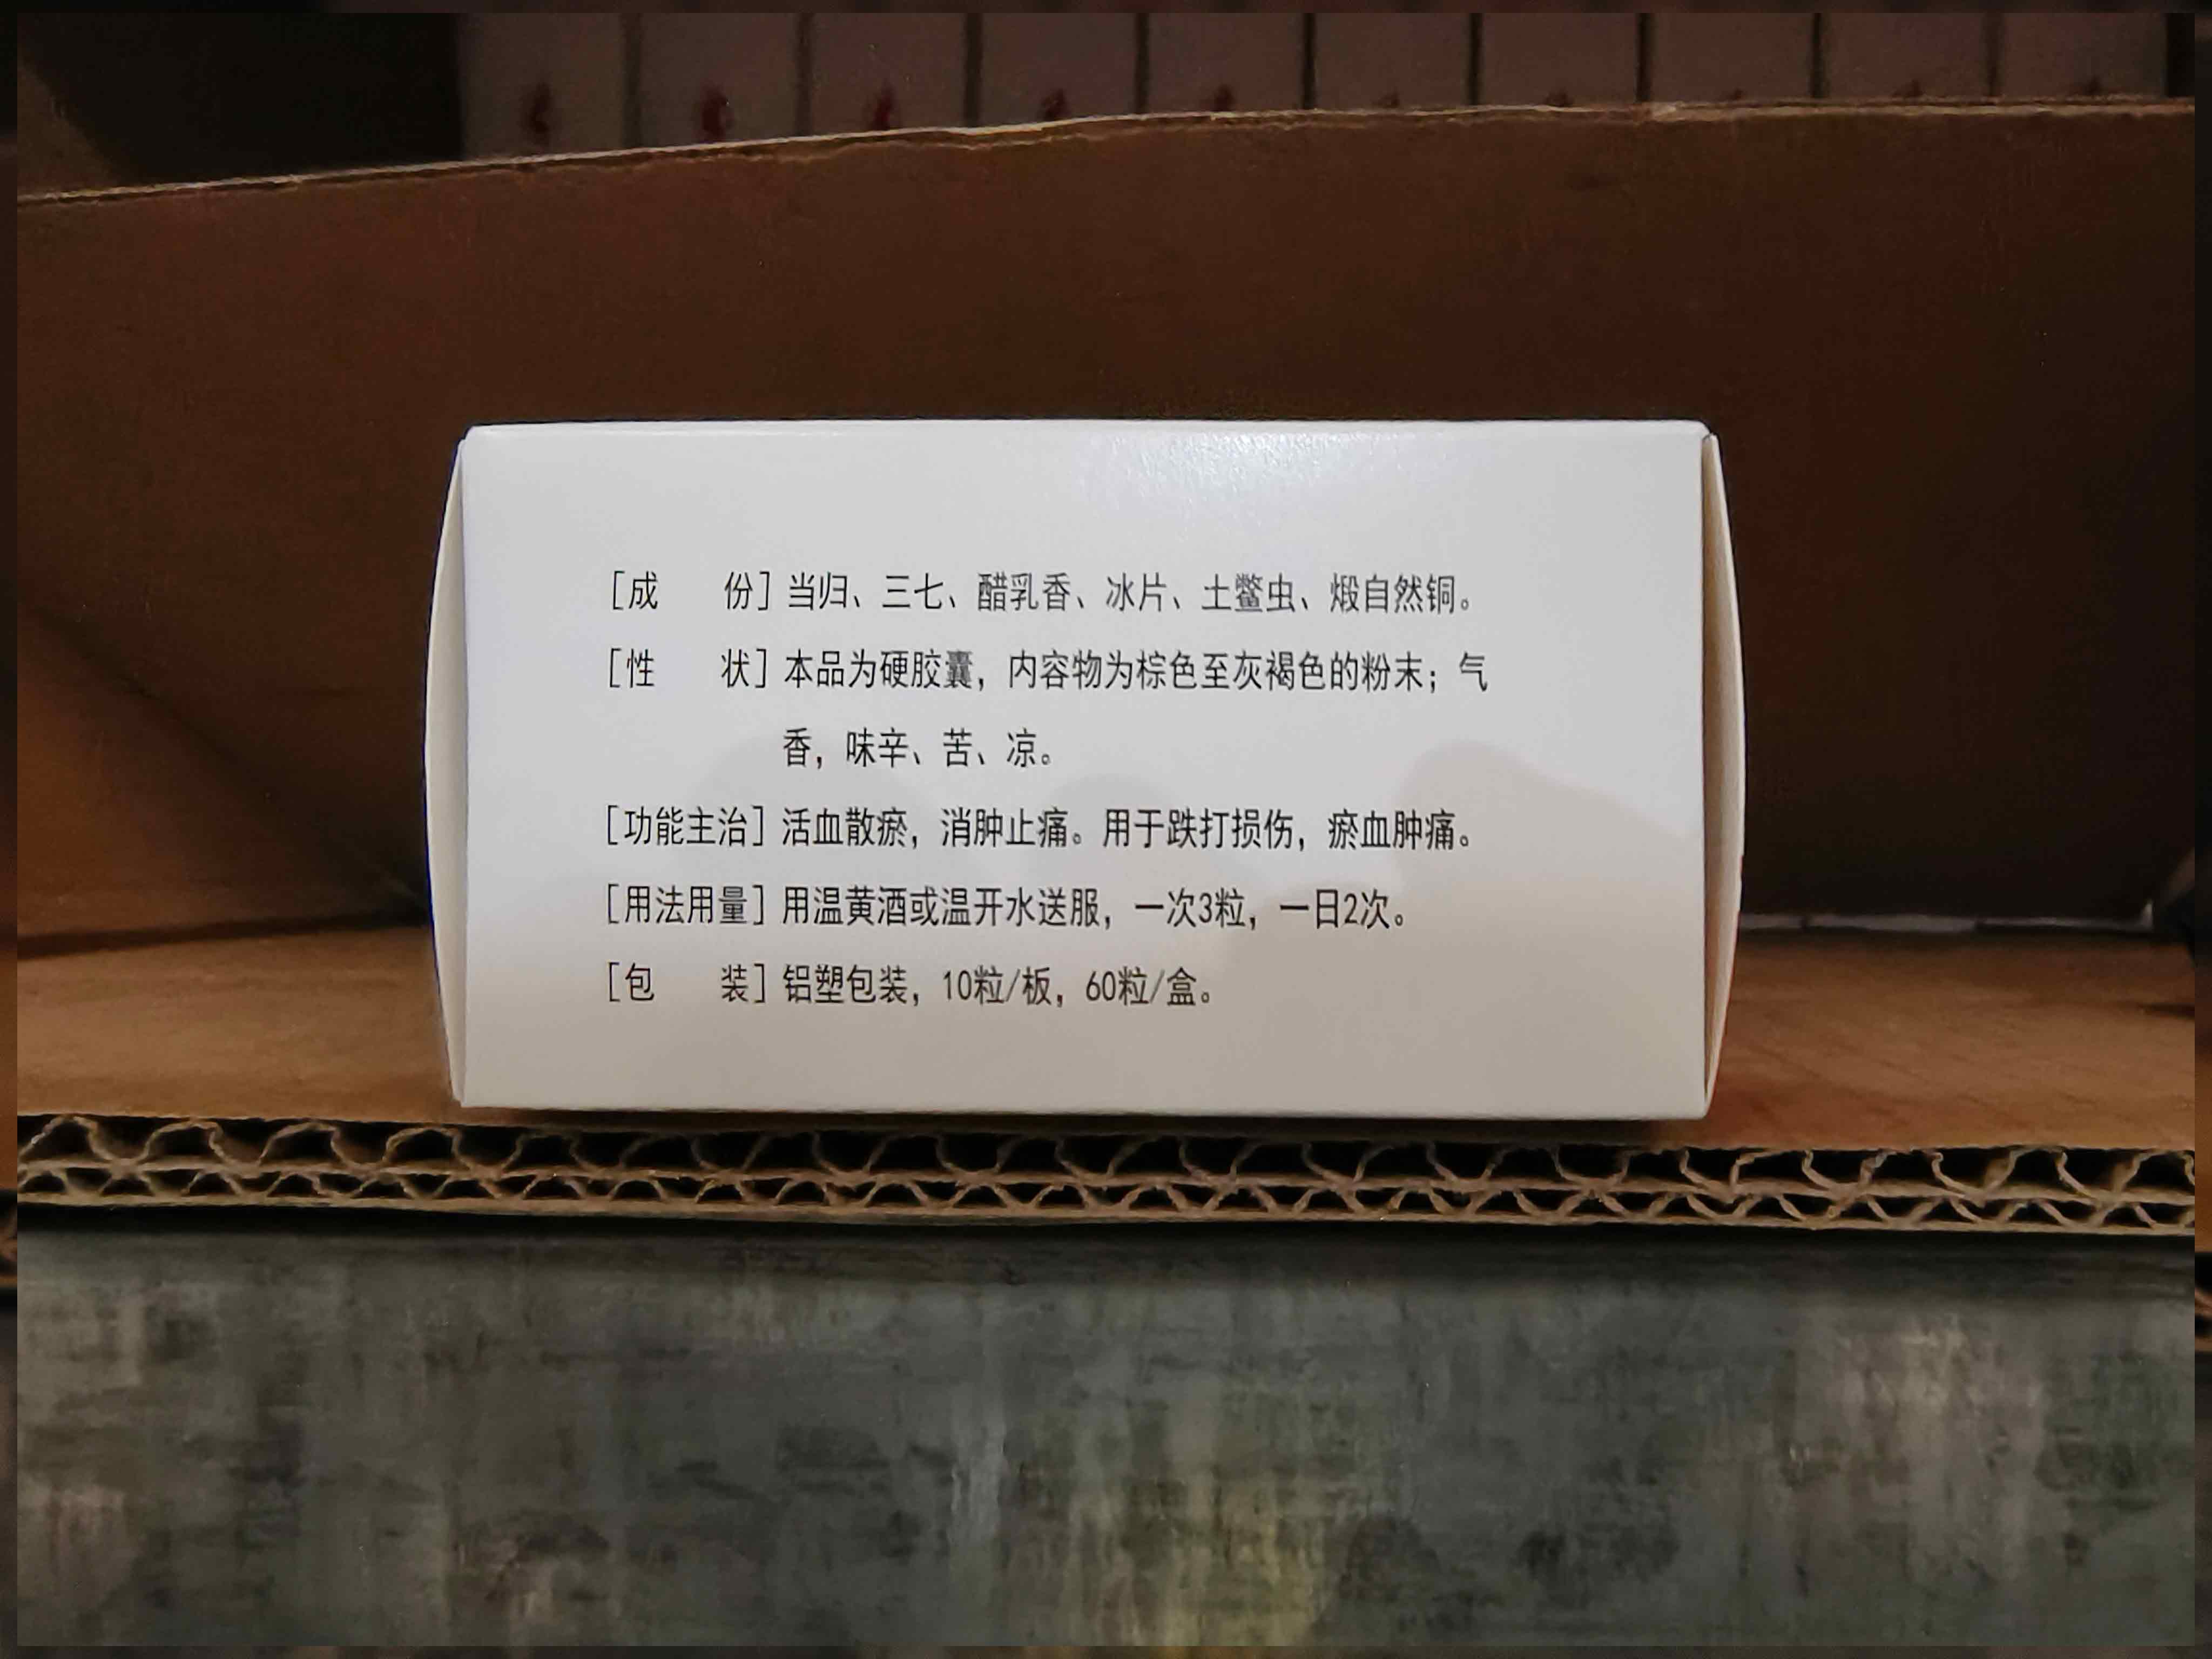 [成 份]当归、三七、醋乳香、冰片、土鳖虫、煅自然铜。
[性 状]本品为硬胶囊，内容物为棕色至灰褐色的粉末；气
香，味辛、苦、凉。
[功能主治]活血散瘀，消肿止痛。用于跌打损伤，瘀血肿痛。
[用法用量]用温黄酒或温开水送服，一次3粒，一日2次。
[包 装]铝塑包装，10粒/板，60粒/盒。